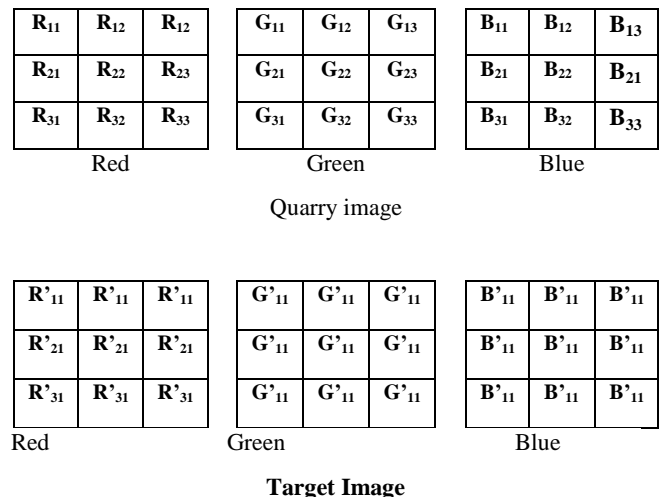 R₁₁ R₁₂ R₁₂ G₁₁ G₁₂ G₁₃ B₁₁ B₁₂ B₁₃
R₂₁ R₂₂ R₂₃ G₂₁ G₂₂ G₂₃ B₂₁ B₂₂ B₂₁
R₃₁ R₃₂ R₃₃ G₃₁ G₃₂ G₃₃ B₃₁ B₃₂ B₃₃
Red Green Blue
Quarry image
R’₁₁ R’₁₁ R’₁₁ G’₁₁ G’₁₁ G’₁₁ B’₁₁ B’₁₁ B’₁₁
R’₂₁ R’₂₁ R’₂₁ G’₁₁ G’₁₁ G’₁₁ B’₁₁ B’₁₁ B’₁₁
R’₃₁ R’₃₁ R’₃₁ G’₁₁ G’₁₁ G’₁₁ B’₁₁ B’₁₁ B’₁₁
Red Green Blue
Target Image